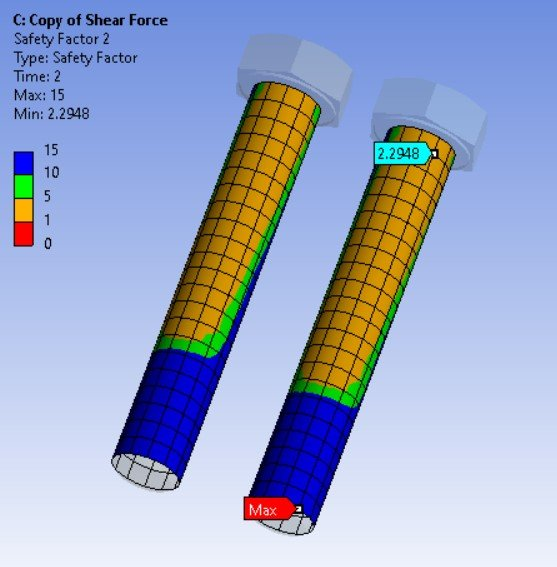 C: Copy of Shear Force
Safety Factor 2
Type: Safety Factor
Time: 2
Max: 15
Min: 2.2948
15
10
5
1
0
2.2948
Max